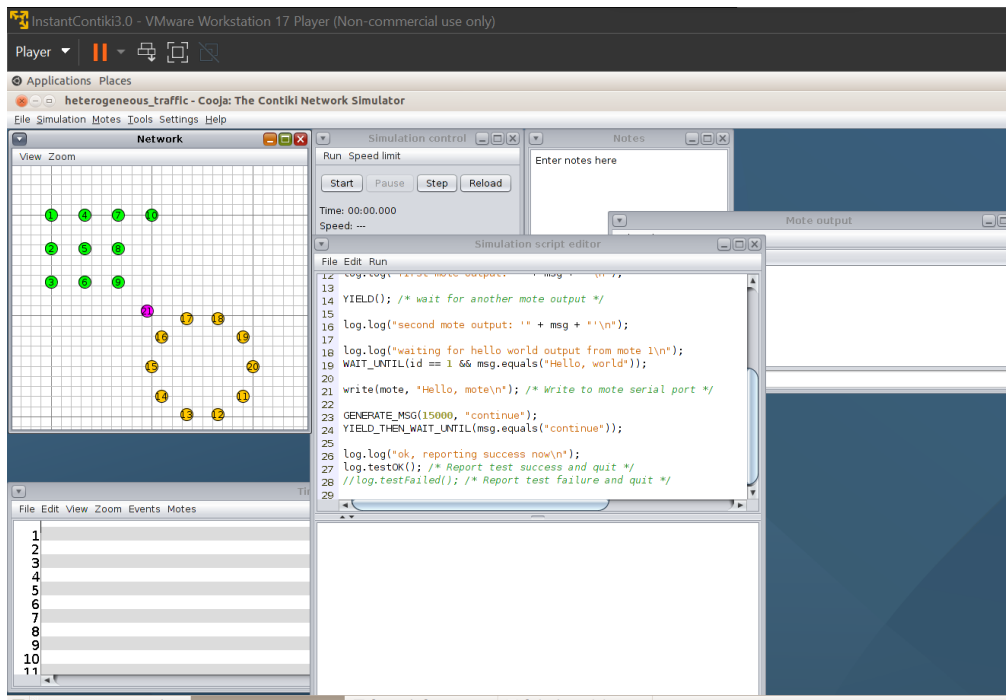 InstantContiki3.0 - VMware Workstation 17 Player (Non-commercial use only)
Player
Applications Places
heterogeneous_traffic - Cooja: The Contiki Network Simulator
File Simulation Motes Tools Settings Help
Network
View Zoom
1 4 7 10
2 5 8
3 6 9
21
17 18
16 19
15 20
14 11
13 12
Simulation control
Run Speed limit
Start Pause Step Reload
Time: 00:00.000
Speed: ---
Notes
Enter notes here
Mote output
Simulation script editor
File Edit Run
12
13
14 YIELD(); /* wait for another mote output */
15
16 log.log("second mote output: '" + msg + "'\n");
17
18 log.log("waiting for hello world output from mote 1\n");
19 WAIT_UNTIL(id == 1 && msg.equals("Hello, world"));
20
21 write(mote, "Hello, mote\n"); /* Write to mote serial port */
22
23 GENERATE_MSG(15000, "continue");
24 YIELD_THEN_WAIT_UNTIL(msg.equals("continue"));
25
26 log.log("ok, reporting success now\n");
27 log.testOK(); /* Report test success and quit */
28 //log.testFailed(); /* Report test failure and quit */
29
File Edit View Zoom Events Motes
1
2
3
4
5
6
7
8
9
10
11